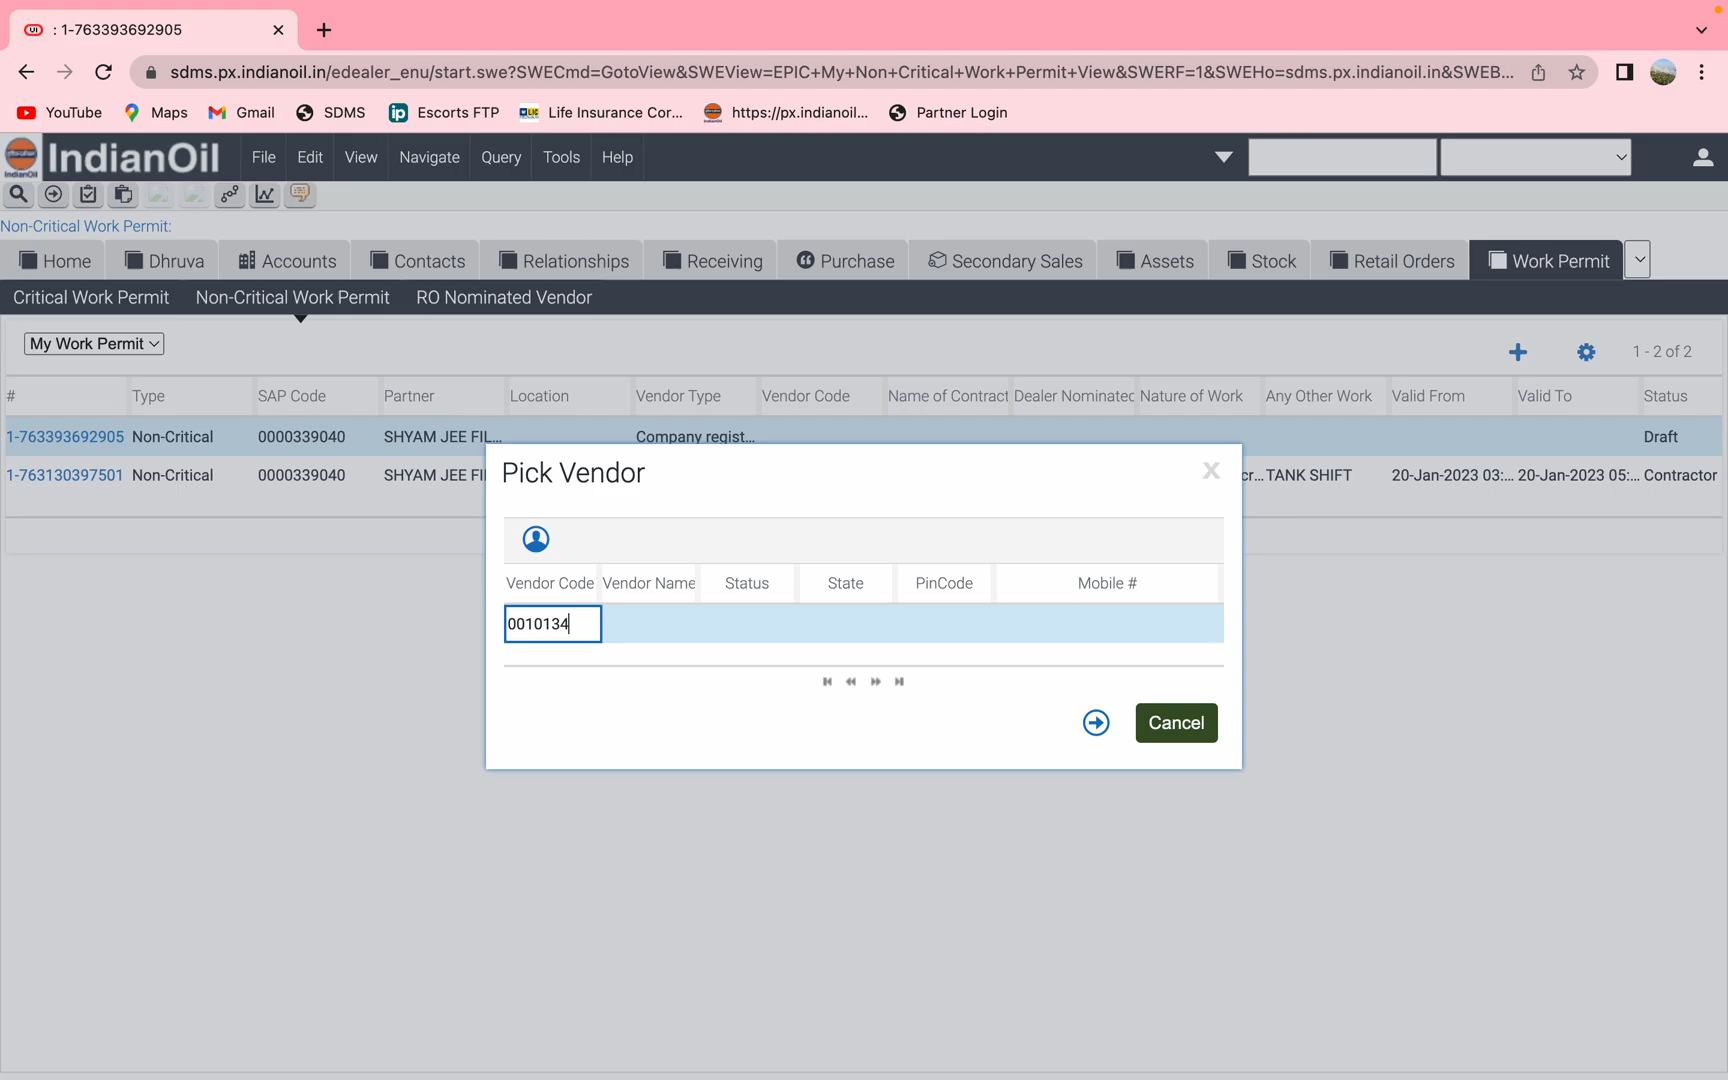 : 1-763393692905
sdms.px.indianoil.in/edealer_enu/start.swe?SWECmd=GotoView&SWEView=EPIC+My+Non+Critical+Work+Permit+View&SWERF=1&SWEHo=sdms.px.indianoil.in&SWEB...
YouTube Maps Gmail SDMS ip Escorts FTP Life Insurance Cor... https://px.indianoil... Partner Login
IndianOil File Edit View Navigate Query Tools Help
Non-Critical Work Permit:
Home Dhruva Accounts Contacts Relationships Receiving Purchase Secondary Sales Assets Stock Retail Orders Work Permit
Critical Work Permit Non-Critical Work Permit RO Nominated Vendor
My Work Permit 1 - 2 of 2
# Type SAP Code Partner Location Vendor Type Vendor Code Name of Contract Dealer Nominated Nature of Work Any Other Work Valid From Valid To Status
1-763393692905 Non-Critical 0000339040 SHYAM JEE FIL... Company regist... Draft
1-763130397501 Non-Critical 0000339040 SHYAM JEE FI cr... TANK SHIFT 20-Jan-2023 03:... 20-Jan-2023 05:... Contractor
Pick Vendor X
Vendor Code Vendor Name Status State PinCode Mobile #
0010134
Cancel